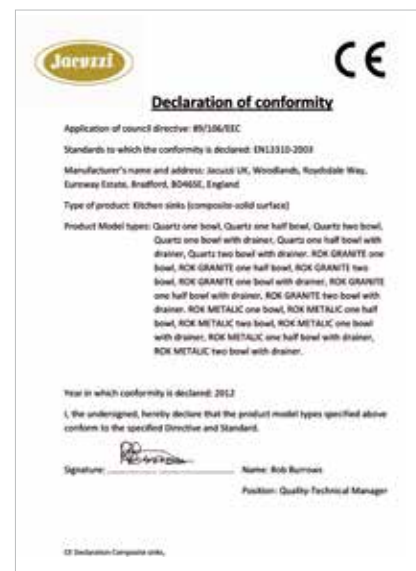 Jacuzzi
CE
Declaration of conformity
Application of council directive: 89/106/EEC
Standards to which the conformity is declared: EN13310-2003
Manufacturer's name and address: Jacuzzi UK, Woodlands, Roydsdale Way,
Euroway Estate, Bradford, BD46SE, England
Type of product: Kitchen sinks (composite-solid surface)
Product Model types: Quartz one bowl, Quartz one half bowl, Quartz two bowl,
Quartz one bowl with drainer, Quartz one half bowl with
drainer, Quartz two bowl with drainer. ROK GRANITE one
bowl, ROK GRANITE one half bowl, ROK GRANITE two
bowl, ROK GRANITE one bowl with drainer, ROK GRANITE
one half bowl with drainer, ROK GRANITE two bowl with
drainer. ROK METALIC one bowl, ROK METALIC one half
bowl, ROK METALIC two bowl, ROK METALIC one bowl
with drainer, ROK METALIC one half bowl with drainer,
ROK METALIC two bowl with drainer.
Year in which conformity is declared: 2012
I, the undersigned, hereby declare that the product model types specified above
conform to the specified Directive and Standard.
Signature: Name: Rob Burrows
Position: Quality-Technical Manager
CE Declaration Composite sinks,